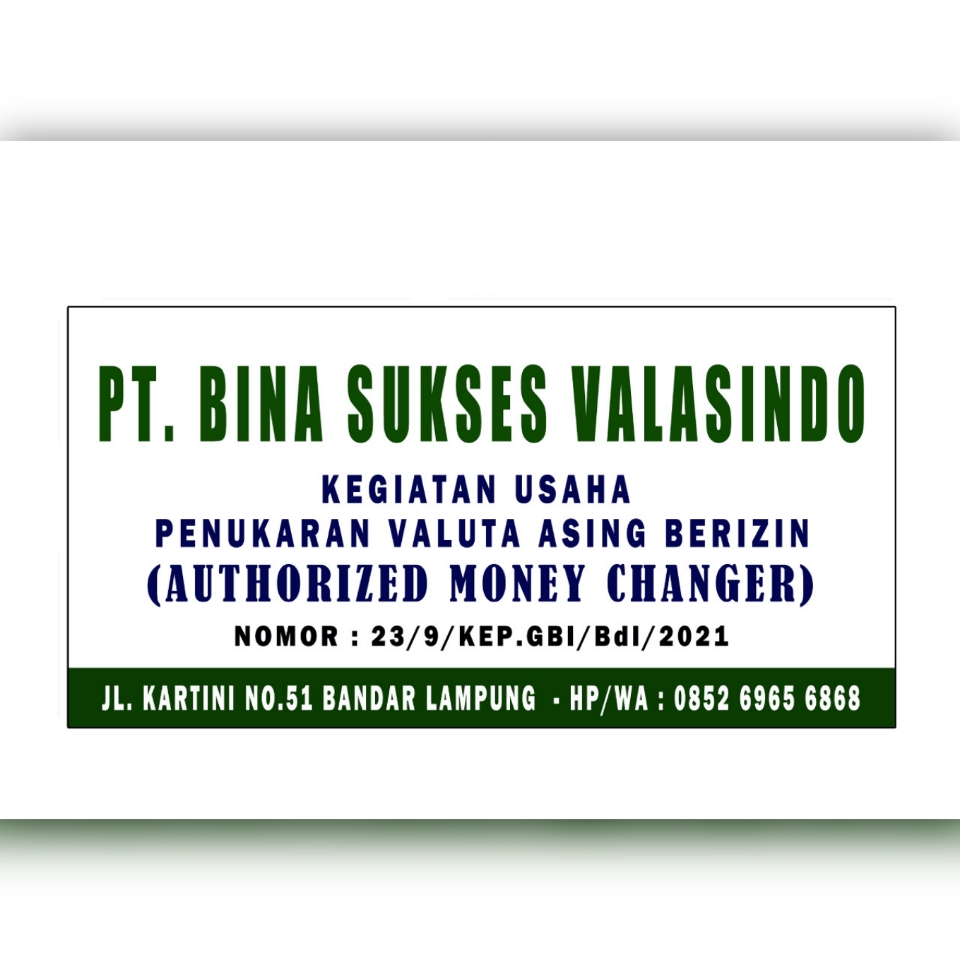 PT. BINA SUKSES VALASINDO
KEGIATAN USAHA
PENUKARAN VALUTA ASING BERIZIN
(AUTHORIZED MONEY CHANGER)
NOMOR : 23/9/KEP.GBI/Bdl/2021
JL. KARTINI NO.51 BANDAR LAMPUNG - HP/WA : 0852 6965 6868